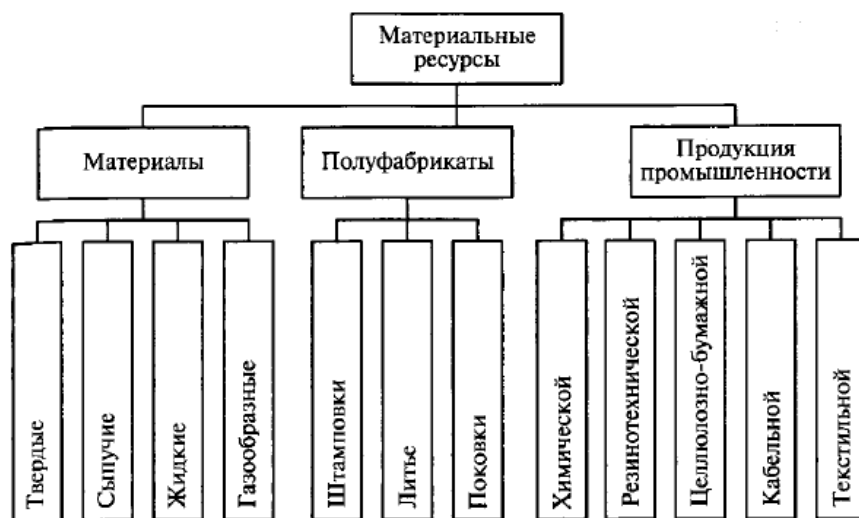 Материальные
ресурсы
Материалы
Полуфабрикаты
Продукция
промышленности
Твердые
Сыпучие
Жидкие
Газообразные
Штамповки
Литье
Поковки
Химической
Резинотехнической
Целлюлозно-бумажной
Кабельной
Текстильной